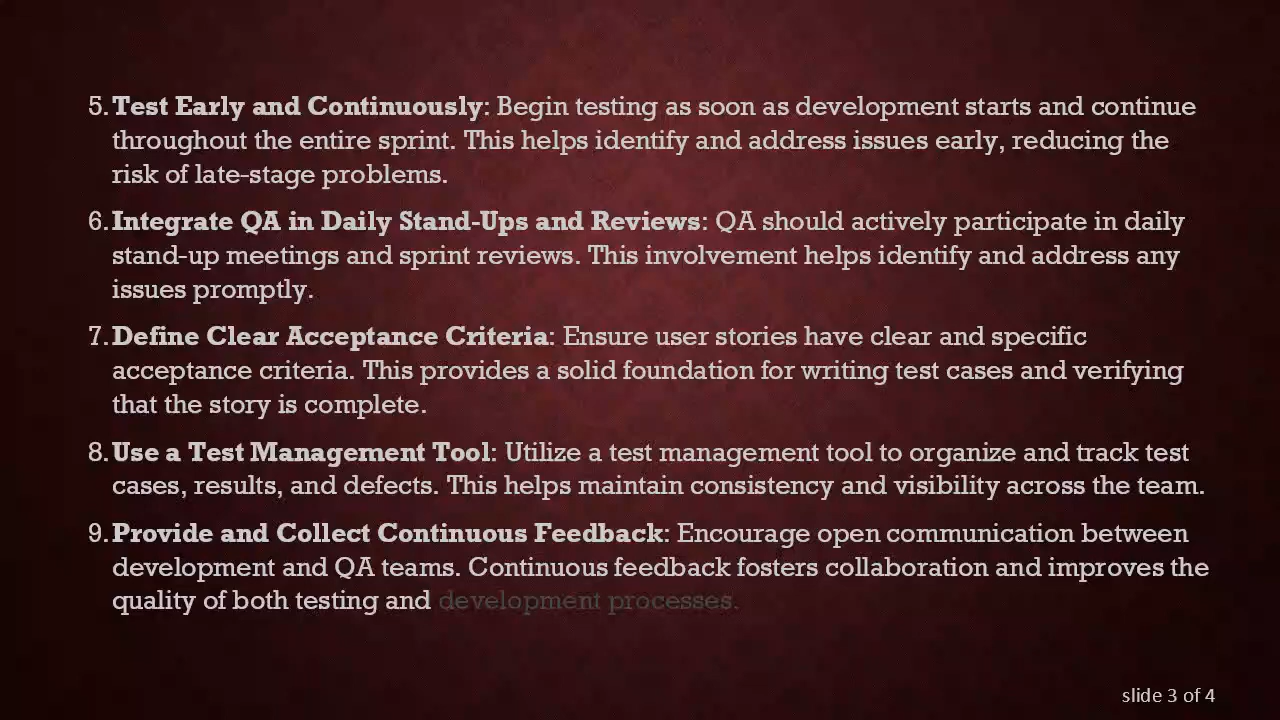 5. Test Early and Continuously: Begin testing as soon as development starts and continue
throughout the entire sprint. This helps identify and address issues early, reducing the
risk of late-stage problems.
6. Integrate QA in Daily Stand-Ups and Reviews: QA should actively participate in daily
stand-up meetings and sprint reviews. This involvement helps identify and address any
issues promptly.
7. Define Clear Acceptance Criteria: Ensure user stories have clear and specific
acceptance criteria. This provides a solid foundation for writing test cases and verifying
that the story is complete.
8. Use a Test Management Tool: Utilize a test management tool to organize and track test
cases, results, and defects. This helps maintain consistency and visibility across the team.
9. Provide and Collect Continuous Feedback: Encourage open communication between
development and QA teams. Continuous feedback fosters collaboration and improves the
quality of both testing and development processes.
slide 3 of 4